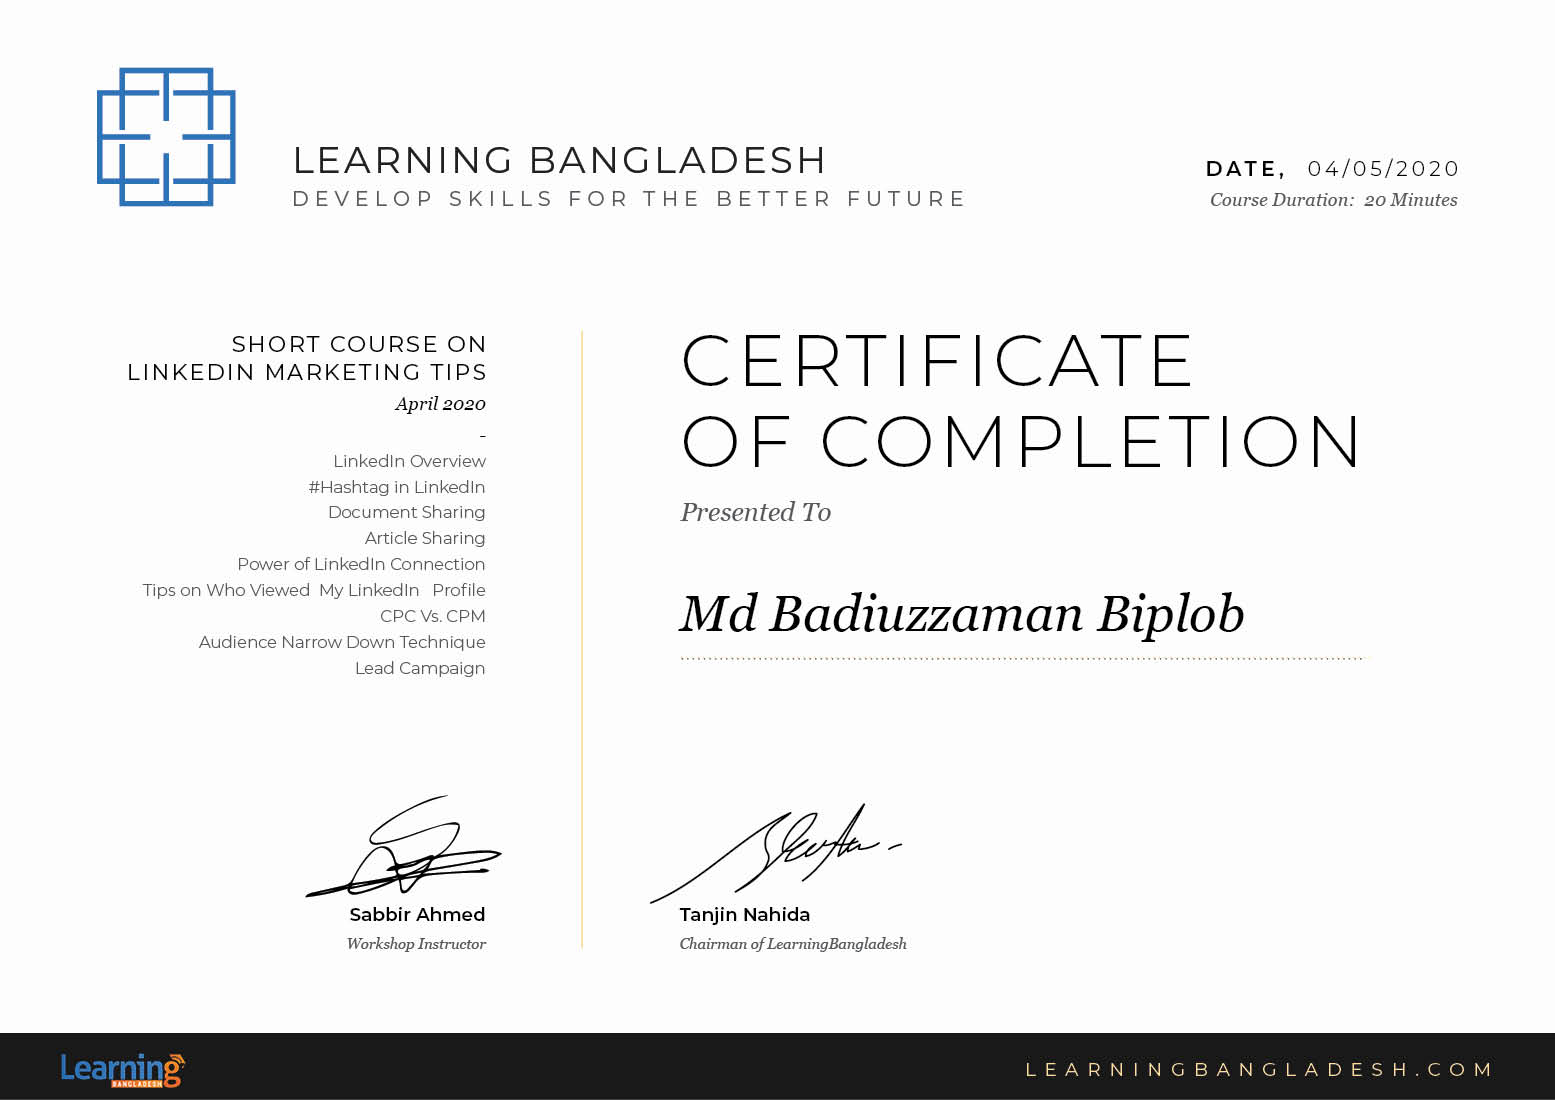 LEARNING BANGLADESH
DEVELOP SKILLS FOR THE BETTER FUTURE
DATE, 04/05/2020
Course Duration: 20 Minutes
SHORT COURSE ON
LINKEDIN MARKETING TIPS
April 2020
-
LinkedIn Overview
#Hashtag in LinkedIn
Document Sharing
Article Sharing
Power of LinkedIn Connection
Tips on Who Viewed My LinkedIn Profile
CPC Vs. CPM
Audience Narrow Down Technique
Lead Campaign
CERTIFICATE
OF COMPLETION
Presented To
Md Badiuzzaman Biplob
Sabbir Ahmed
Workshop Instructor
Tanjin Nahida
Chairman of LearningBangladesh
Learning
BANGLADESH
LEARNINGBANGLADESH.COM